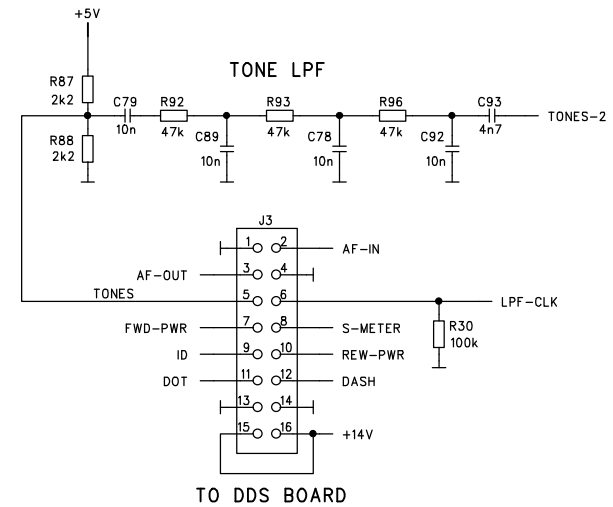 +5V
TONE LPF
R87
2k2
C79
10n
R92
47k
R93
47k
R96
47k
C93
4n7
TONES-2
R88
2k2
C89
10n
C78
10n
C92
10n
J3
1 2 AF-IN
AF-OUT 3 4
TONES 5 6 LPF-CLK
FWD-PWR 7 8 S-METER
R30
100k
ID 9 10 REW-PWR
DOT 11 12 DASH
13 14
15 16 +14V
TO DDS BOARD